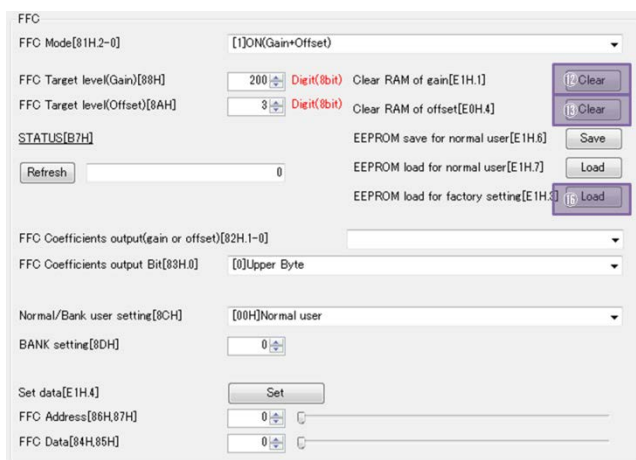 FFC
FFC Mode[81H.2-0] [1]ON(Gain+Offset)
FFC Target level(Gain)[88H] 200 Digit(8bit) Clear RAM of gain[E1H.1] ⑫ Clear
FFC Target level(Offset)[8AH] 3 Digit(8bit) Clear RAM of offset[E0H.4] ⑬ Clear
STATUS[B7H] EEPROM save for normal user[E1H.6] Save
Refresh 0 EEPROM load for normal user[E1H.7] Load
EEPROM load for factory setting[E1H.3] ⑯ Load
FFC Coefficients output(gain or offset)[82H.1-0]
FFC Coefficients output Bit[83H.0] [0]Upper Byte
Normal/Bank user setting[8CH] [00H]Normal user
BANK setting[8DH] 0
Set data[E1H.4] Set
FFC Address[86H,87H] 0
FFC Data[84H,85H] 0